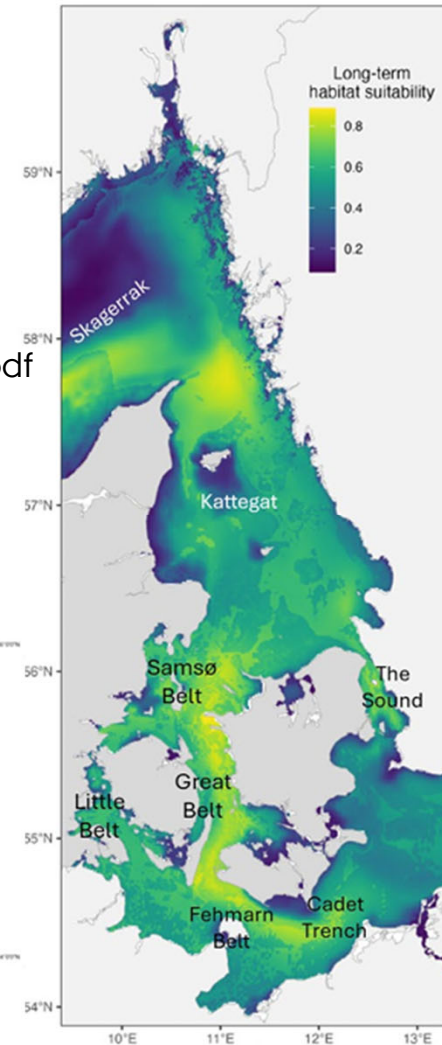 Long-term
habitat suitability
0.8
0.6
0.4
0.2
59°N
58°N
57°N
56°N
55°N
54°N
10°E
11°E
12°E
13°E
Skagerrak
odf
Kattegat
Samsø
Belt
The
Sound
Great
Belt
Little
Belt
Fehmarn
Belt
Cadet
Trench